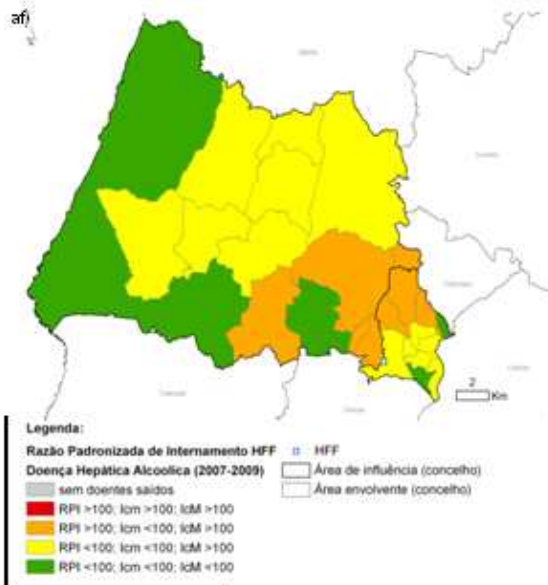 af)
2
Km
Legenda:
Razão Padronizada de Internamento HFF
HFF
Doença Hepática Alcoolica (2007-2009)
Área de influência (concelho)
sem doentes saídos
Área envolvente (concelho)
RPI >100; Icm >100; IcM >100
RPI >100; Icm <100; IcM >100
RPI <100; Icm <100; IcM >100
RPI <100; Icm <100; IcM <100